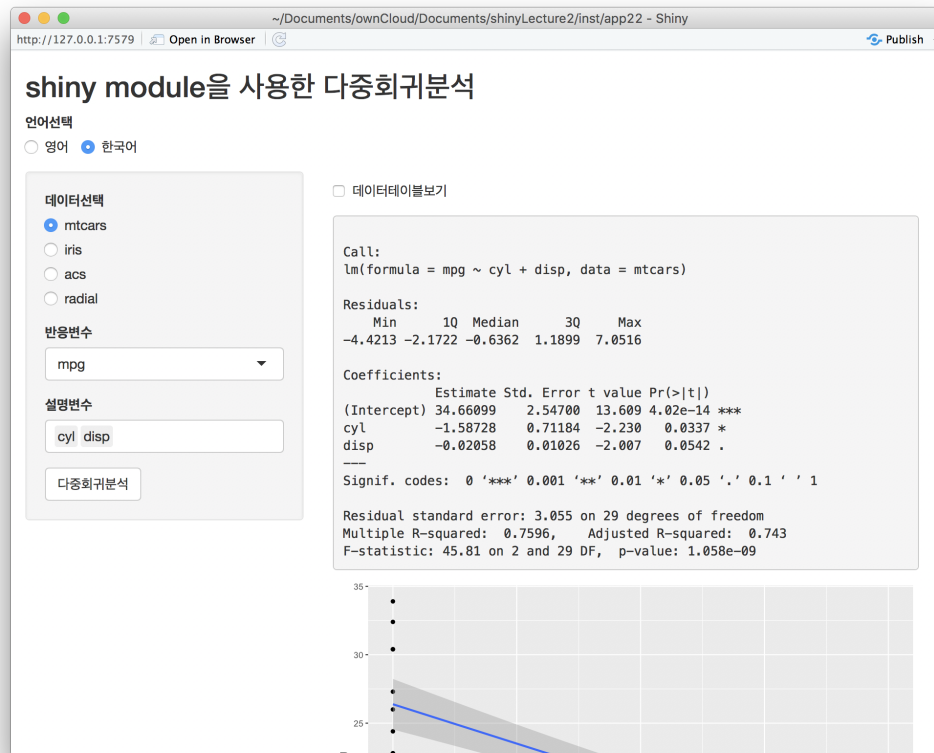 ~/Documents/ownCloud/Documents/shinyLecture2/inst/app22 - Shiny
http://127.0.0.1:7579 Open in Browser Publish
shiny module을 사용한 다중회귀분석
언어선택
영어 한국어
데이터선택
mtcars
iris
acs
radial
반응변수
mpg
설명변수
cyl disp
다중회귀분석
데이터테이블보기
Call:
lm(formula = mpg ~ cyl + disp, data = mtcars)
Residuals:
Min 1Q Median 3Q Max
-4.4213 -2.1722 -0.6362 1.1899 7.0516
Coefficients:
Estimate Std. Error t value Pr(>|t|)
(Intercept) 34.66099 2.54700 13.609 4.02e-14 ***
cyl -1.58728 0.71184 -2.230 0.0337 *
disp -0.02058 0.01026 -2.007 0.0542 .
---
Signif. codes: 0 ‘***’ 0.001 ‘**’ 0.01 ‘*’ 0.05 ‘.’ 0.1 ‘ ’ 1
Residual standard error: 3.055 on 29 degrees of freedom
Multiple R-squared: 0.7596, Adjusted R-squared: 0.743
F-statistic: 45.81 on 2 and 29 DF, p-value: 1.058e-09
35
30
25